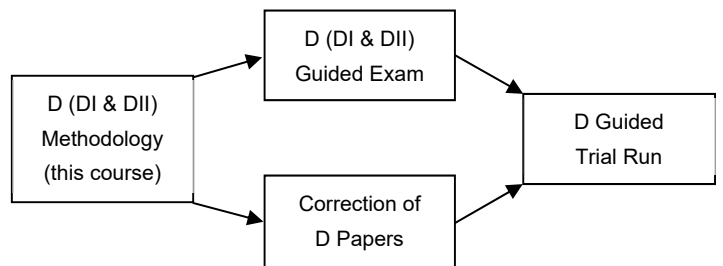 D (DI & DII)
Methodology
(this course)
D (DI & DII)
Guided Exam
Correction of
D Papers
D Guided
Trial Run